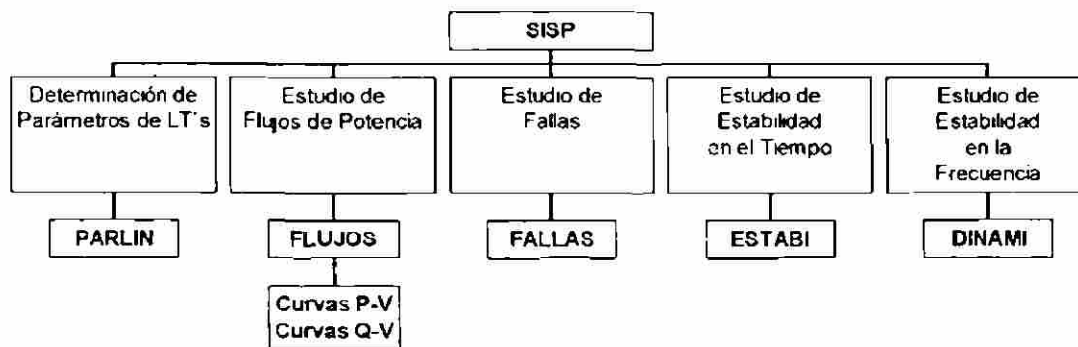 SISP
Determinación de
Parámetros de LT's
Estudio de
Flujos de Potencia
Estudio de
Fallas
Estudio de
Estabilidad
en el Tiempo
Estudio de
Estabilidad
en la
Frecuencia
PARLIN
FLUJOS
FALLAS
ESTABI
DINAMI
Curvas P-V
Curvas Q-V